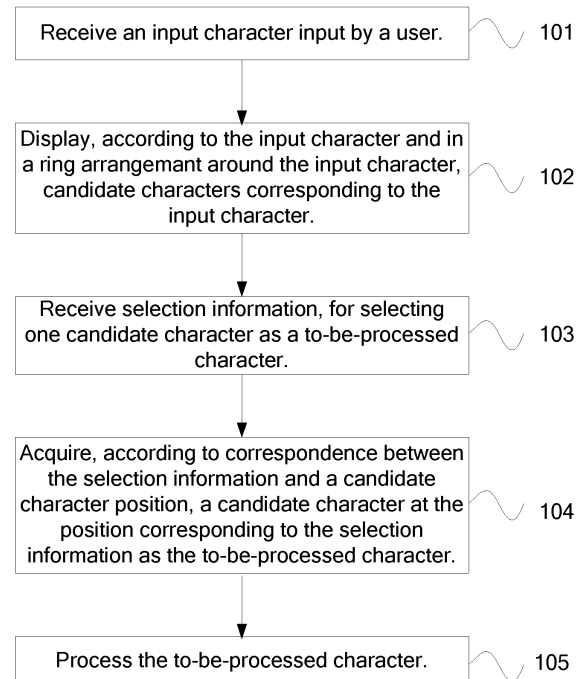 Receive an input character input by a user.
101
Display, according to the input character and in
a ring arrangemant around the input character,
candidate characters corresponding to the
input character.
102
Receive selection information, for selecting
one candidate character as a to-be-processed
character.
103
Acquire, according to correspondence between
the selection information and a candidate
character position, a candidate character at the
position corresponding to the selection
information as the to-be-processed character.
104
Process the to-be-processed character.
105